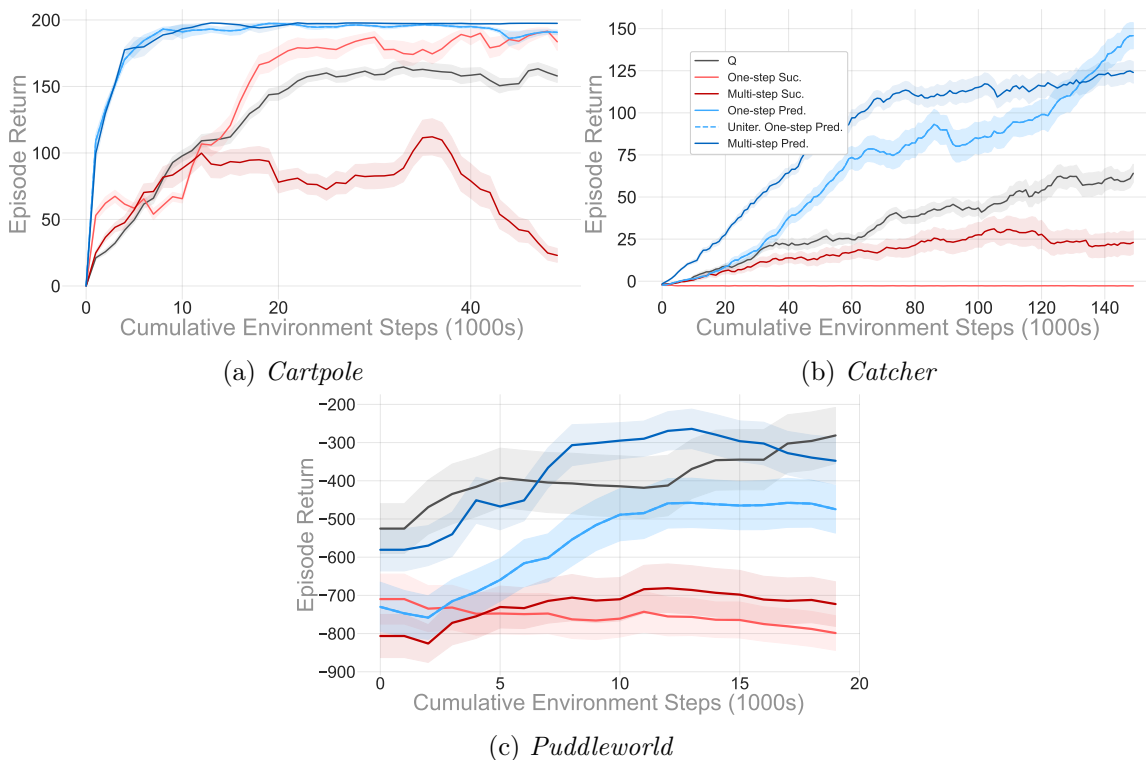 200
150
100
50
0
Episode Return
0
10
20
40
Cumulative Environment Steps (1000s)
(a) Cartpole
150
125
100
75
50
25
0
Episode Return
Q
One-step Suc.
Multi-step Suc.
One-step Pred.
Uniter. One-step Pred.
Multi-step Pred.
0 20 40 60 80 100 120 140
Cumulative Environment Steps (1000s)
(b) Catcher
−200
−300
−400
−500
−600
−700
−800
−900
Episode Return
0 5 10 15 20
Cumulative Environment Steps (1000s)
(c) Puddleworld